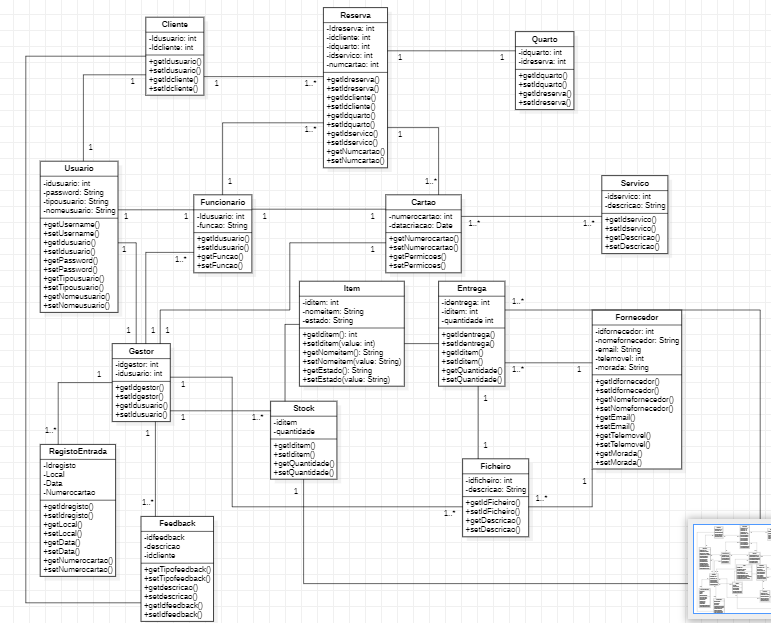 Cliente
-Idusuario: int
-Idcliente: int
+getIdusuario()
+setIdusuario()
+getIdcliente()
+setIdcliente()
Reserva
-Idreserva: int
-idcliente: int
-idquarto: int
-idservico: int
-numcartao: int
+getIdreserva()
+setIdreserva()
+getIdcliente()
+setIdcliente()
+getIdquarto()
+setIdquarto()
+getIdservico()
+setIdservico()
+getNumcartao()
+setNumcartao()
Quarto
-idquarto: int
-idreserva: int
+getIdquarto()
+setIdquarto()
+getIdreserva()
+setIdreserva()
1
1
1
1
1..*
1
1..*
1
1
1..*
Usuario
-idusuario: int
-password: String
-tipousuario: String
-nomeusuario: String
+getUsername()
+setUsername()
+getIdusuario()
+setIdusuario()
+getPassword()
+setPassword()
+getTipousuario()
+setTipousuario()
+getNomeusuario()
+setNomeusuario()
Funcionario
-Idusuario: int
-funcao: String
+getIdusuario()
+setIdusuario()
+getFuncao()
+setFuncao()
Cartao
-numerocartao: int
-datacriacao: Date
+getNumerocartao()
+setNumerocartao()
+getPermicoes()
+setPermicoes()
Servico
-idservico: int
-descricao: String
+getIdservico()
+setIdservico()
+getDescricao()
+setDescricao()
1
1
1
1
1..*
1..*
1
1..*
1
1
1
1
Item
-iditem: int
-nomeitem: String
-estado: String
+getIditem(): int
+setIditem(value: int)
+getNomeitem(): String
+setNomeitem(value: String)
+getEstado(): String
+setEstado(value: String)
Entrega
-identrega: int
-iditem: int
-quantidade int
+getIdentrega()
+setIdentrega()
+getIditem()
+setIditem()
+getQuantidade()
+setQuantidade()
1..*
Fornecedor
-idfornecedor: int
-nomefornecedor: String
-email: String
-telemovel: int
-morada: String
+getIdfornecedor()
+setIdfornecedor()
+getNomefornecedor()
+setNomefornecedor()
+getEmail()
+setEmail()
+getTelemovel()
+setTelemovel()
+getMorada()
+setMorada()
1..*
1
Gestor
-idgestor: int
-idusuario: int
+getIdgestor()
+setIdgestor()
+getIdusuario()
+setIdusuario()
1
1
1
1..*
1
1
1..*
Stock
-iditem
-quantidade
+getIditem()
+setIditem()
+getQuantidade()
+setQuantidade()
1
1
RegistoEntrada
-Idregisto
-Local
-Data
-Numerocartao
+getIdregisto()
+setIdregisto()
+getLocal()
+setLocal()
+getData()
+setData()
+getNumerocartao()
+setNumerocartao()
Ficheiro
-idficheiro: int
-descricao: String
+getIdFicheiro()
+setIdFicheiro()
+getDescricao()
+setDescricao()
1
1
1..*
1..*
1..*
Feedback
-idfeedback
-descricao
-idcliente
+getTipofeedback()
+setTipofeedback()
+getdescricao()
+setdescricao()
+getIdfeedback()
+setIdfeedback()